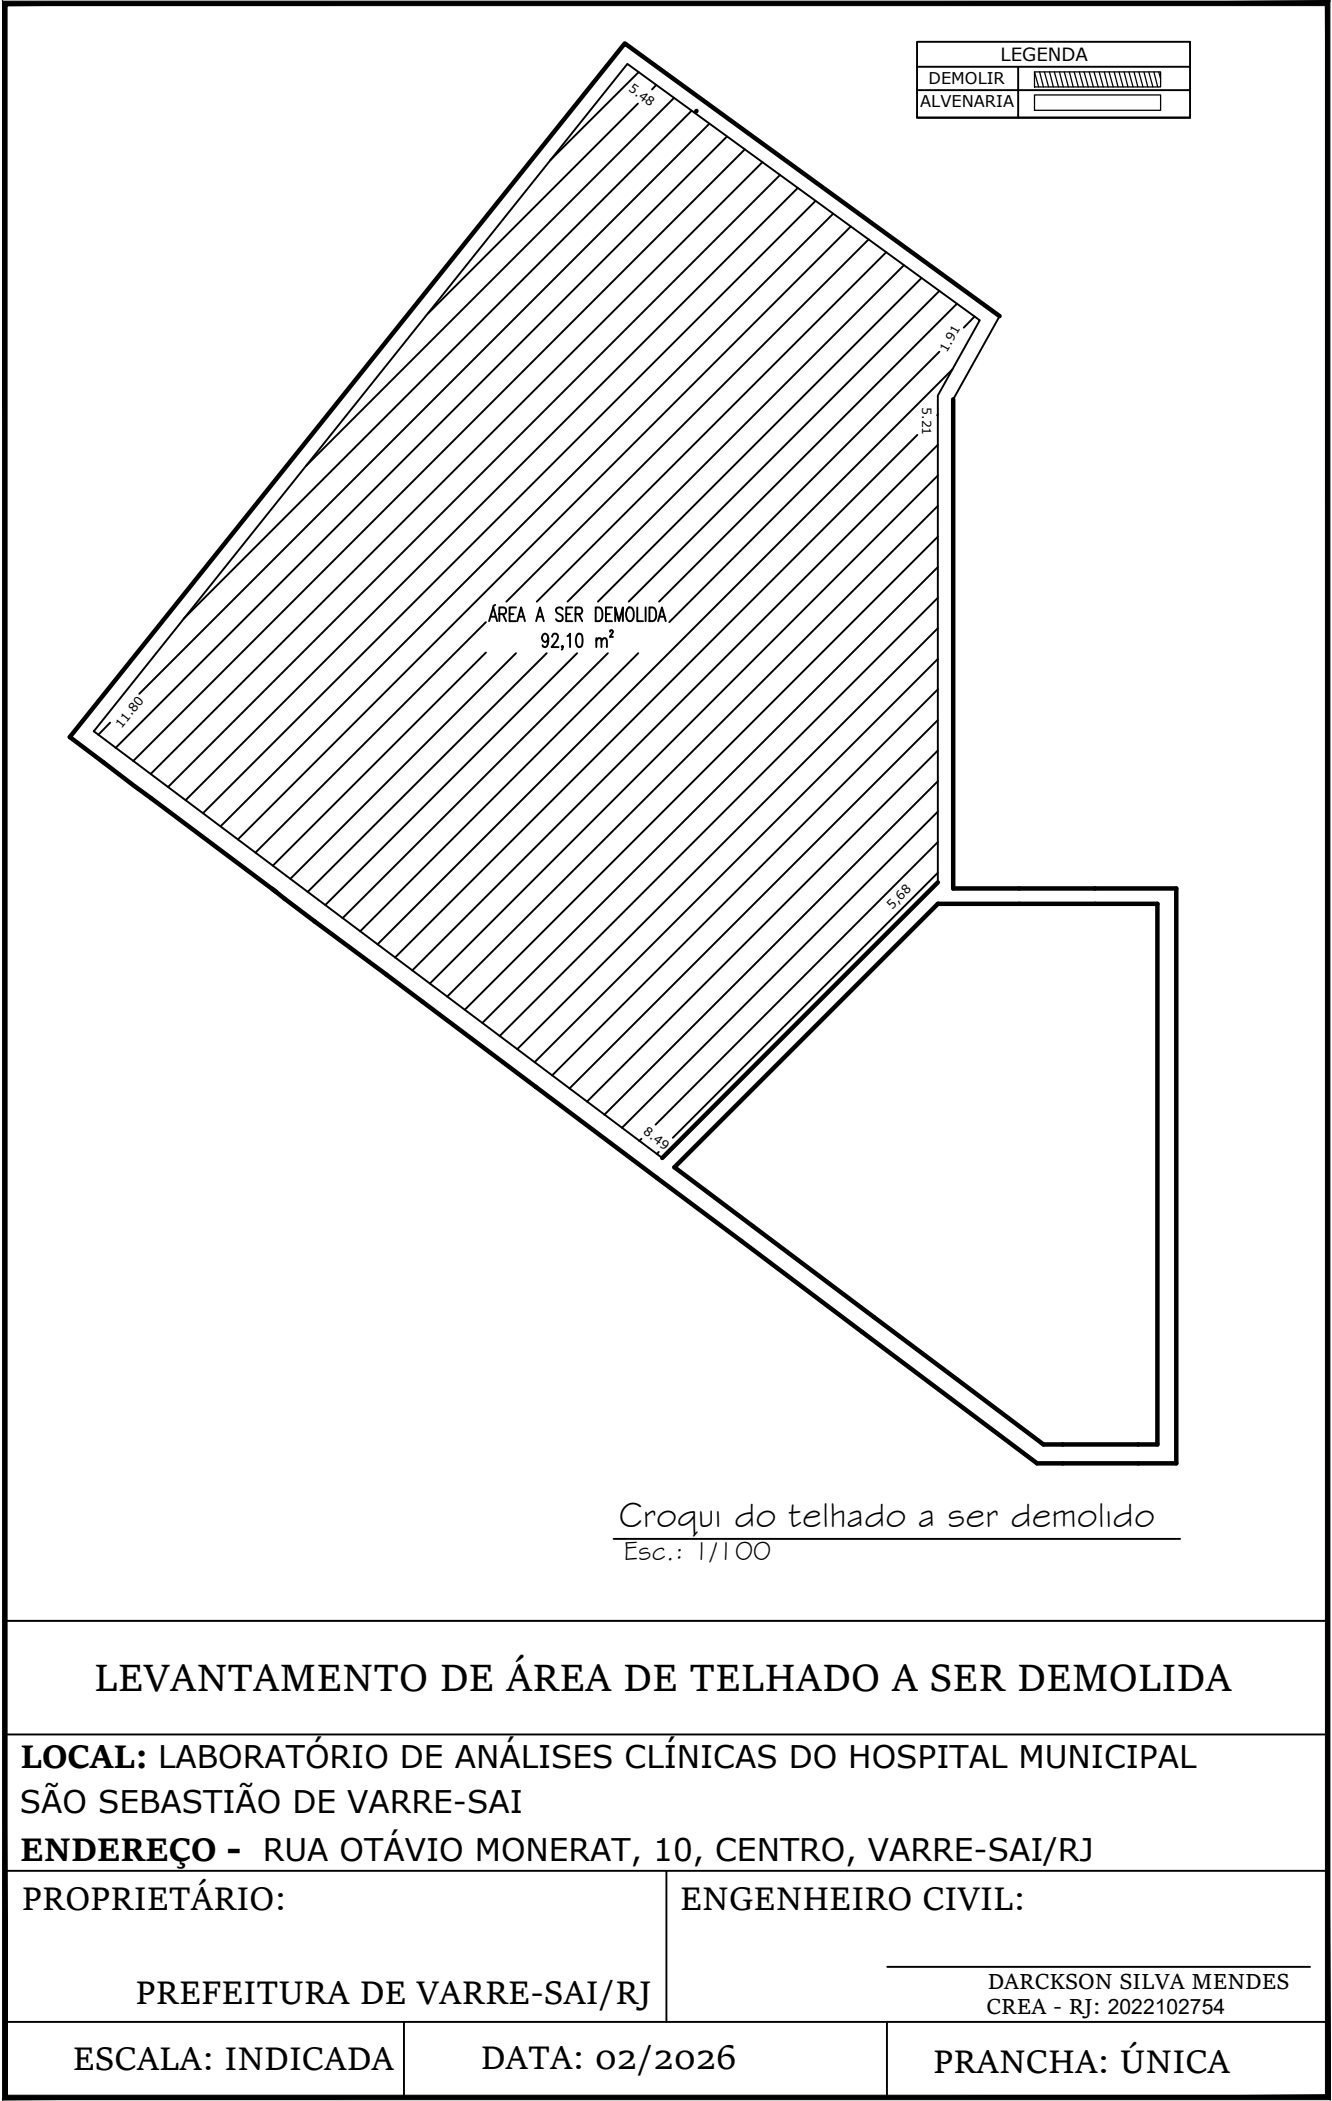 LEGENDA
DEMOLIR
ALVENARIA
5.48
1.91
5.21
ÁREA A SER DEMOLIDA
92,10 m²
11.80
5,68
8.49
Croqui do telhado a ser demolido
Esc.: 1/100
LEVANTAMENTO DE ÁREA DE TELHADO A SER DEMOLIDA
LOCAL: LABORATÓRIO DE ANÁLISES CLÍNICAS DO HOSPITAL MUNICIPAL
SÃO SEBASTIÃO DE VARRE-SAI
ENDEREÇO - RUA OTÁVIO MONERAT, 10, CENTRO, VARRE-SAI/RJ
PROPRIETÁRIO:
PREFEITURA DE VARRE-SAI/RJ
ENGENHEIRO CIVIL:
DARCKSON SILVA MENDES
CREA - RJ: 2022102754
ESCALA: INDICADA
DATA: 02/2026
PRANCHA: ÚNICA